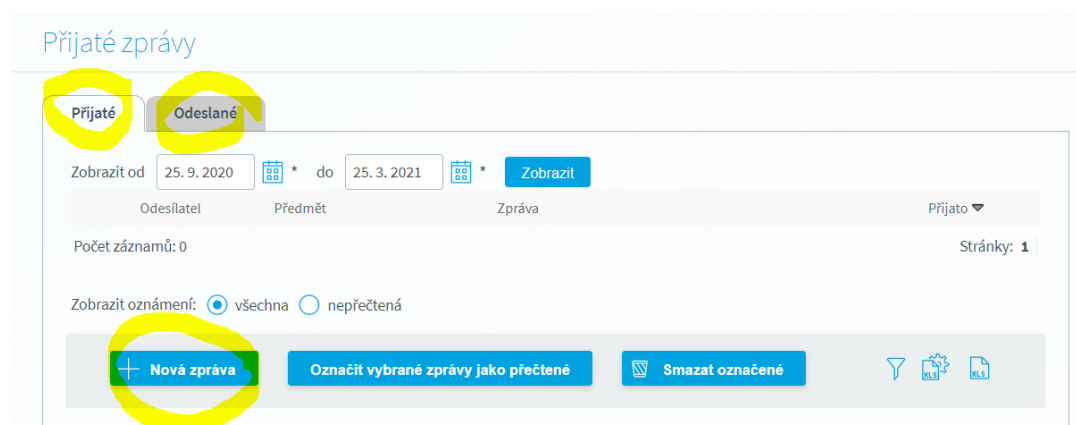 Přijaté zprávy
Přijaté Odeslané
Zobrazit od 25. 9. 2020 * do 25. 3. 2021 * Zobrazit
Odesílatel Předmět Zpráva Přijato
Počet záznamů: 0 Stránky: 1
Zobrazit oznámení: všechna nepřečtená
Nová zpráva Označit vybrané zprávy jako přečtené Smazat označené XLS XLS